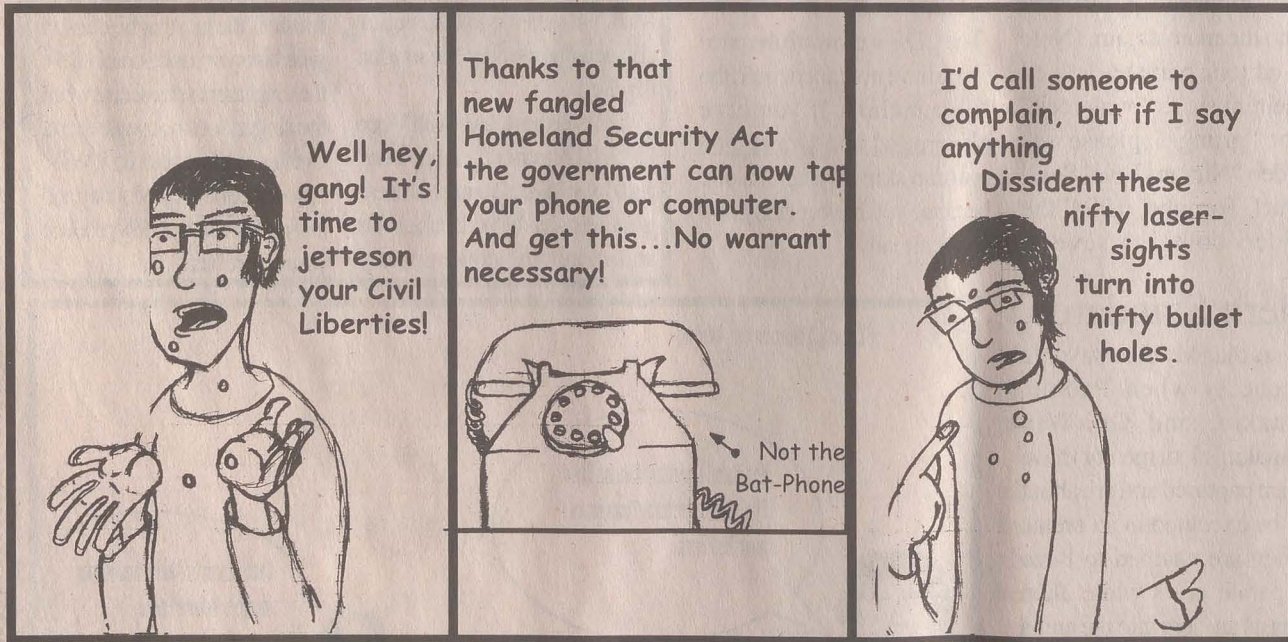 Well hey,
gang! It's
time to
jetteson
your Civil
Liberties!
Thanks to that
new fangled
Homeland Security Act
the government can now tap
your phone or computer.
And get this...No warrant
necessary!
Not the
Bat-Phone
I'd call someone to
complain, but if I say
anything
Dissident these
nifty laser-
sights
turn into
nifty bullet
holes.